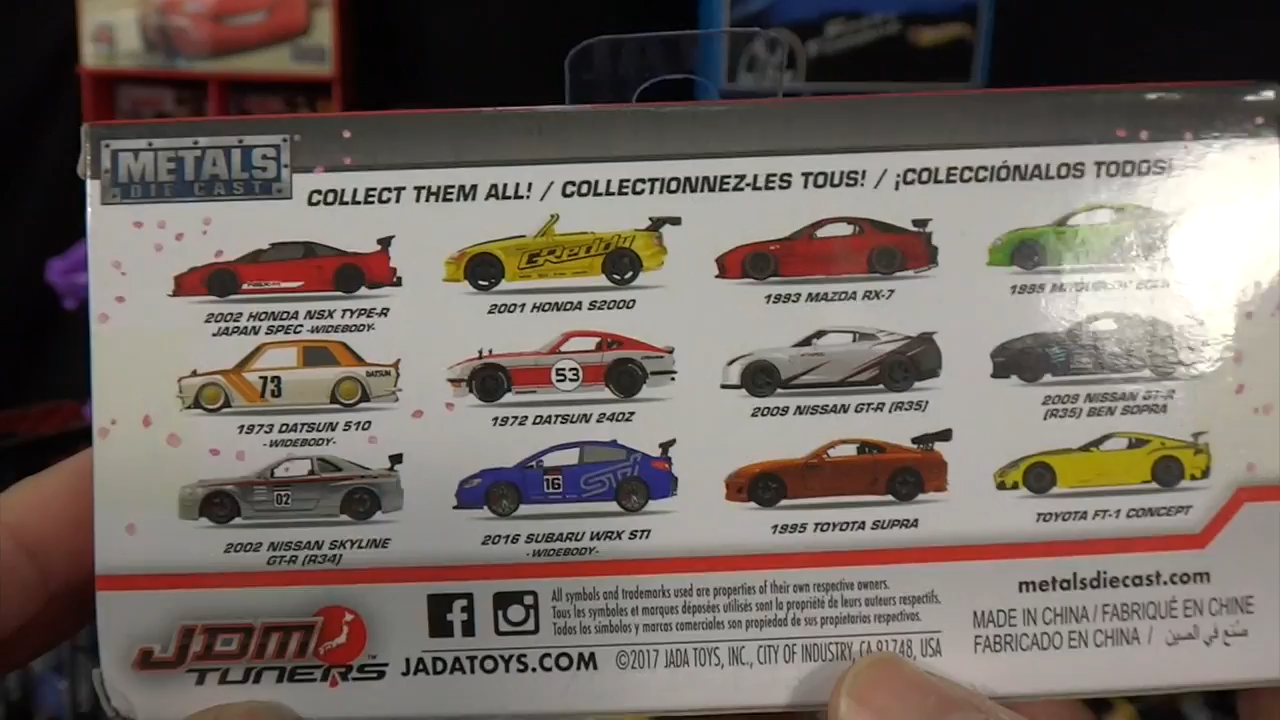 METALS
DIE CAST
COLLECT THEM ALL! / COLLECTIONNEZ-LES TOUS! / ¡COLECCIÓNALOS TODOS!
GReddy
2002 HONDA NSX TYPE-R
JAPAN SPEC -WIDEBODY-
2001 HONDA S2000
1993 MAZDA RX-7
1995 MITSUBISHI
73
DATSUN
53
1973 DATSUN 510
-WIDEBODY-
1972 DATSUN 240Z
2009 NISSAN GT-R (R35)
2009 NISSAN GT-R
(R35) BEN SOPRA
02
16
STI
2002 NISSAN SKYLINE
GT-R (R34)
2016 SUBARU WRX STI
-WIDEBODY-
1995 TOYOTA SUPRA
TOYOTA FT-1 CONCEPT
JDM
TUNERS
™
All symbols and trademarks used are properties of their own respective owners.
Tous les symboles et marques déposées utilisés sont la propriété de leurs auteurs respectifs.
Todos los símbolos y marcas comerciales son propiedad de sus propietarios respectivos.
JADATOYS.COM ©2017 JADA TOYS, INC., CITY OF INDUSTRY, CA 91748, USA
metalsdiecast.com
MADE IN CHINA / FABRIQUÉ EN CHINE
FABRICADO EN CHINA / صنع في الصين